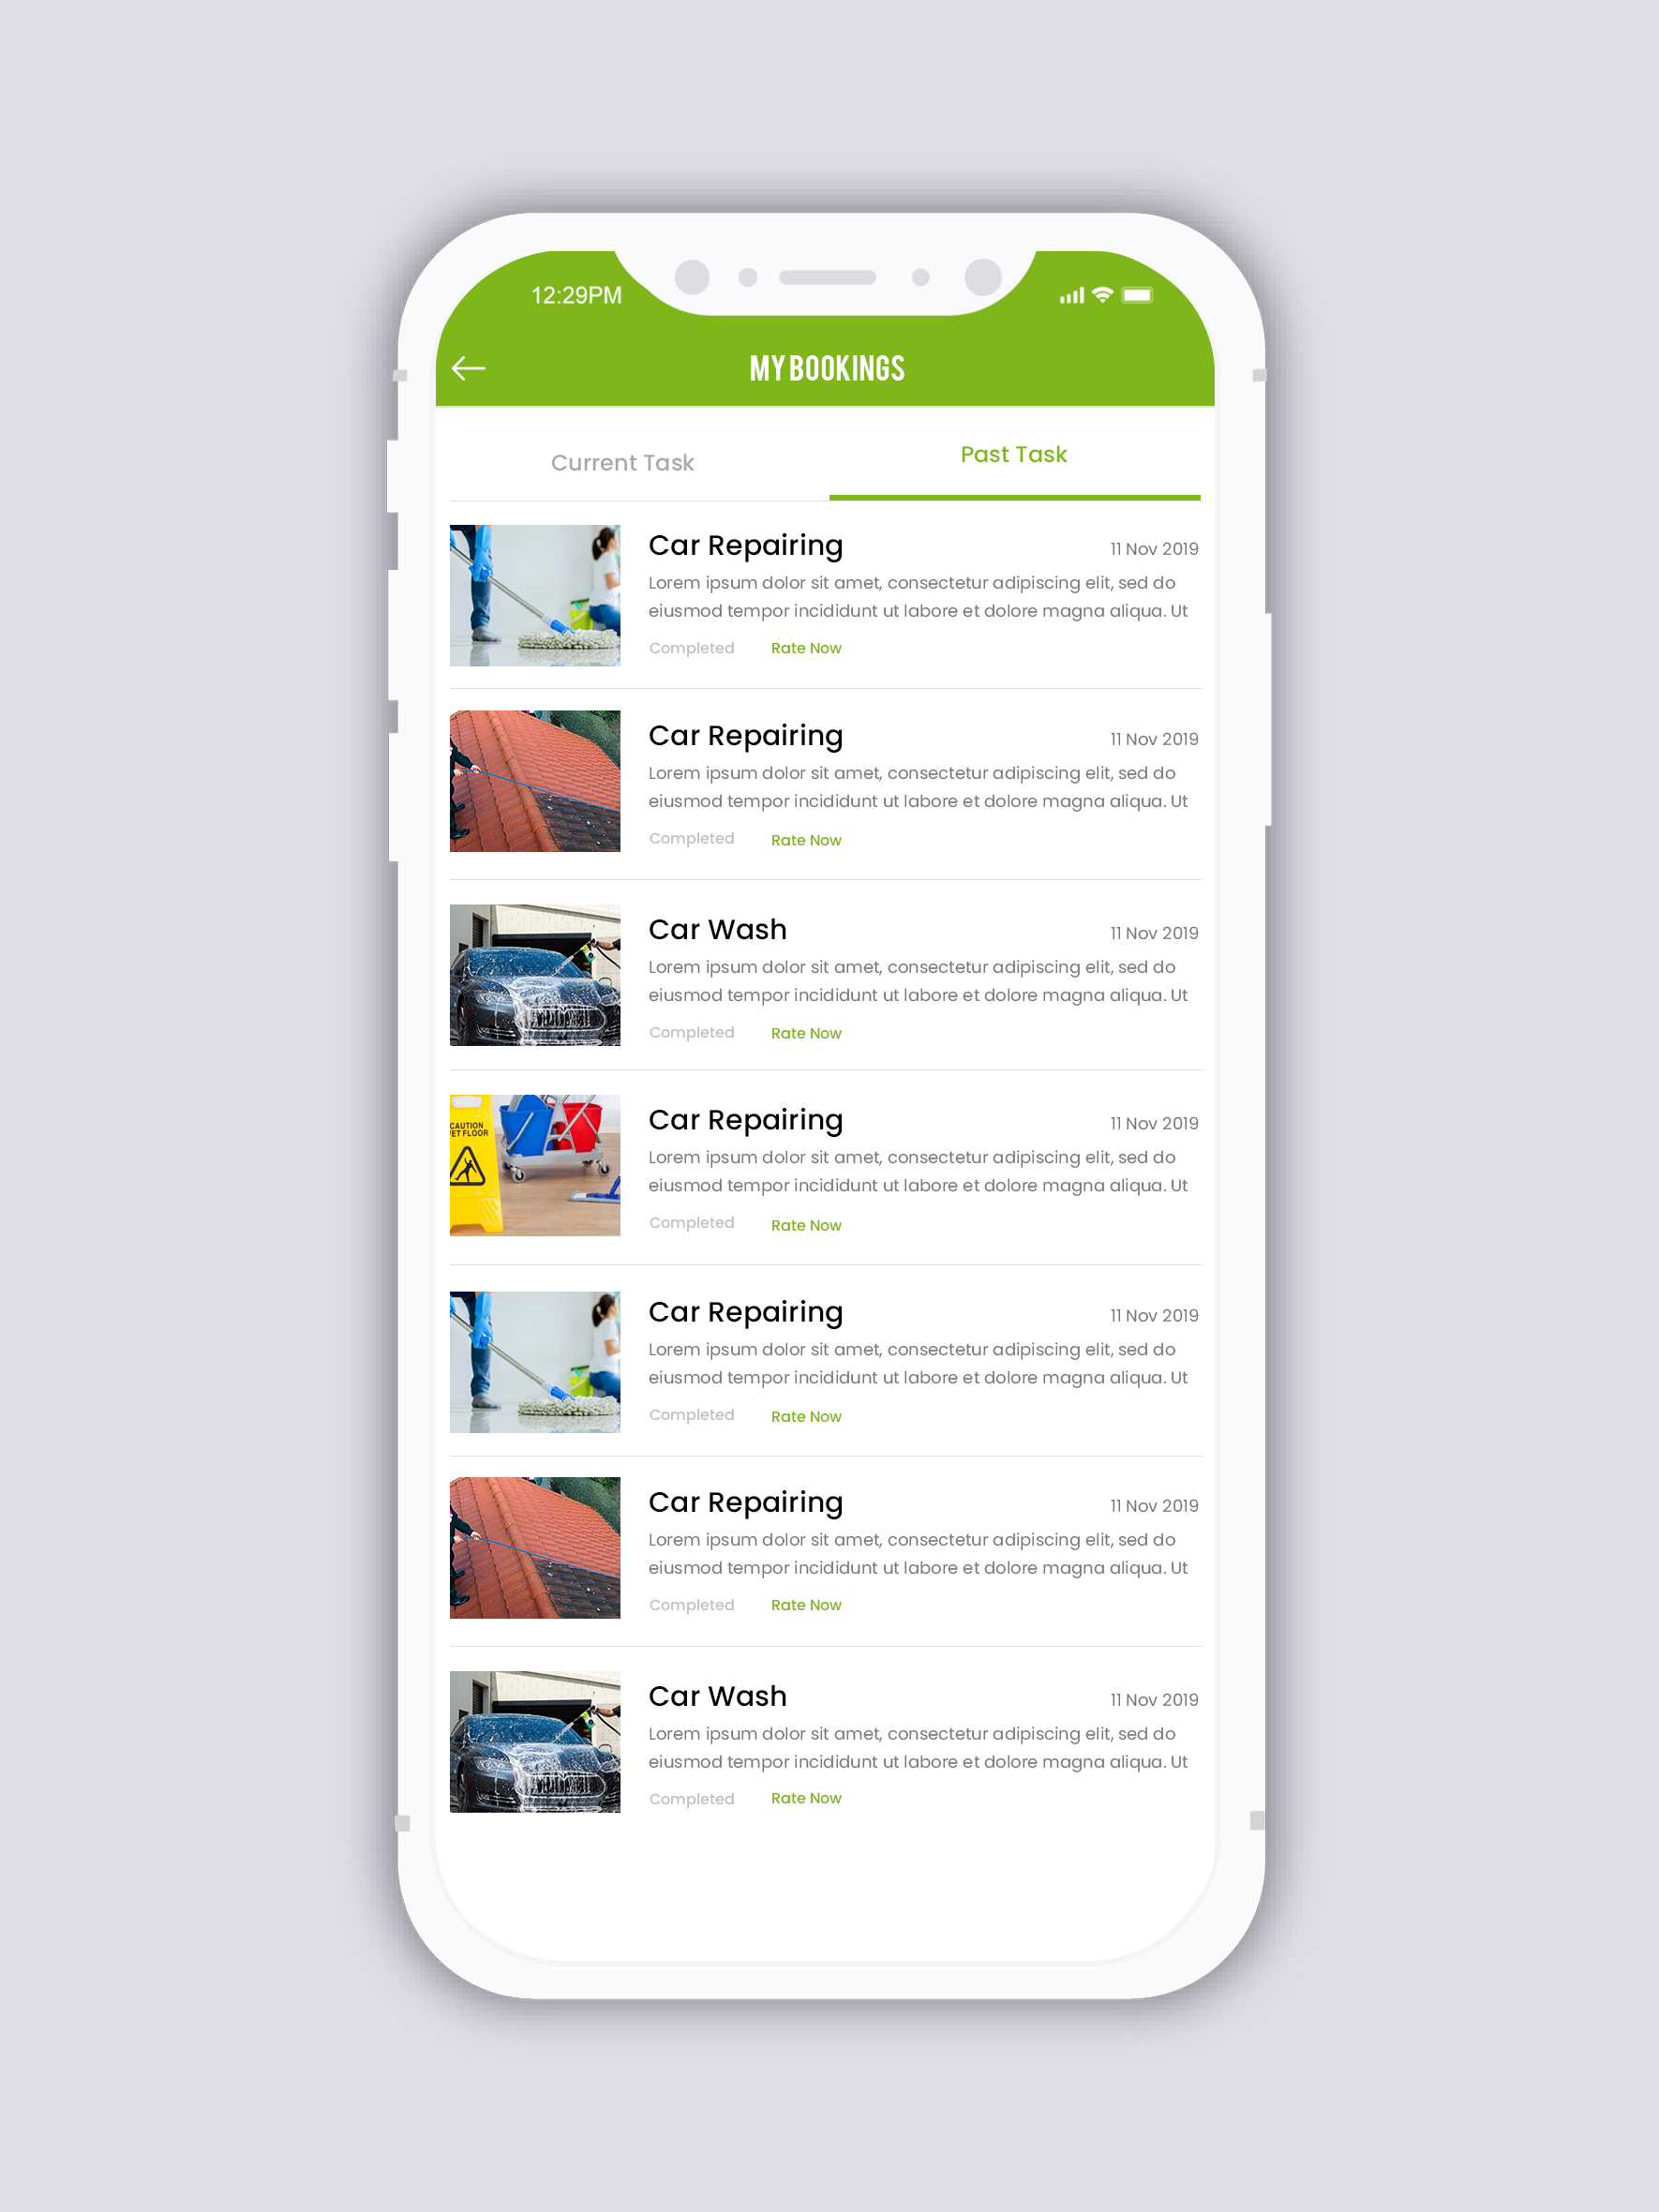 12:29PM
MY BOOKINGS
Current Task
Past Task
Car Repairing
11 Nov 2019
Lorem ipsum dolor sit amet, consectetur adipiscing elit, sed do
eiusmod tempor incididunt ut labore et dolore magna aliqua. Ut
Completed Rate Now
Car Repairing
11 Nov 2019
Lorem ipsum dolor sit amet, consectetur adipiscing elit, sed do
eiusmod tempor incididunt ut labore et dolore magna aliqua. Ut
Completed Rate Now
Car Wash
11 Nov 2019
Lorem ipsum dolor sit amet, consectetur adipiscing elit, sed do
eiusmod tempor incididunt ut labore et dolore magna aliqua. Ut
Completed Rate Now
CAUTION
ET FLOOR
Car Repairing
11 Nov 2019
Lorem ipsum dolor sit amet, consectetur adipiscing elit, sed do
eiusmod tempor incididunt ut labore et dolore magna aliqua. Ut
Completed Rate Now
Car Repairing
11 Nov 2019
Lorem ipsum dolor sit amet, consectetur adipiscing elit, sed do
eiusmod tempor incididunt ut labore et dolore magna aliqua. Ut
Completed Rate Now
Car Repairing
11 Nov 2019
Lorem ipsum dolor sit amet, consectetur adipiscing elit, sed do
eiusmod tempor incididunt ut labore et dolore magna aliqua. Ut
Completed Rate Now
Car Wash
11 Nov 2019
Lorem ipsum dolor sit amet, consectetur adipiscing elit, sed do
eiusmod tempor incididunt ut labore et dolore magna aliqua. Ut
Completed Rate Now